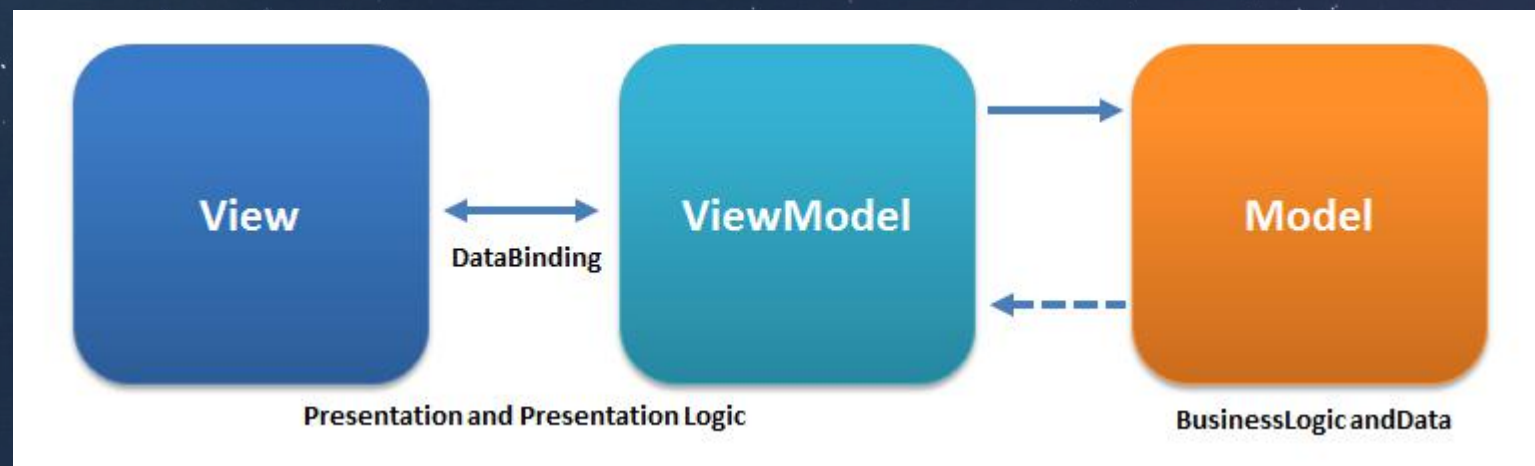 View
ViewModel
Model
DataBinding
Presentation and Presentation Logic
BusinessLogic andData